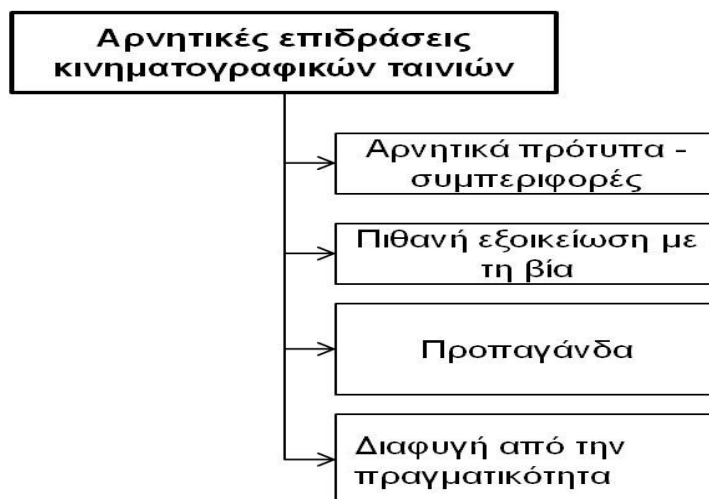 Αρνητικές επιδράσεις
κινηματογραφικών ταινιών
Αρνητικά πρότυπα -
συμπεριφορές
Πιθανή εξοικείωση με
τη βία
Προπαγάνδα
Διαφυγή από την
πραγματικότητα